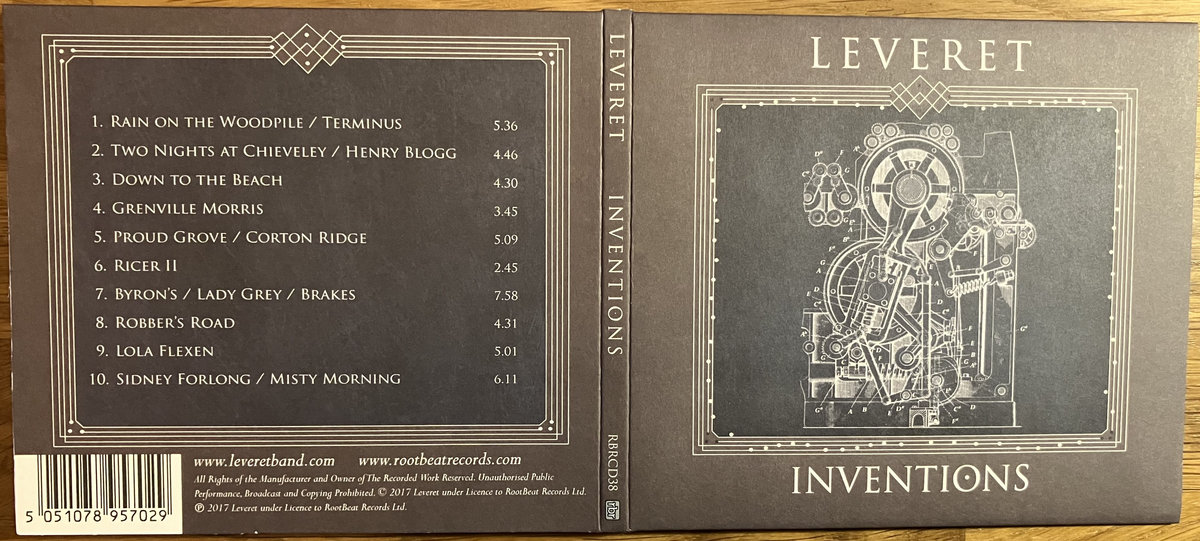 1. Rain on the Woodpile / Terminus 5.36
2. Two Nights at Chieveley / Henry Blogg 4.46
3. Down to the Beach 4.30
4. Grenville Morris 3.45
5. Proud Grove / Corton Ridge 5.09
6. Ricer II 2.45
7. Byron's / Lady Grey / Brakes 7.58
8. Robber's Road 4.31
9. Lola Flexen 5.01
10. Sidney Forlong / Misty Morning 6.11
www.leveretband.com www.rootbeatrecords.com
All Rights of the Manufacturer and Owner of The Recorded Work Reserved. Unauthorised Public
Performance, Broadcast and Copying Prohibited. © 2017 Leveret under Licence to RootBeat Records Ltd.
℗ 2017 Leveret under Licence to RootBeat Records Ltd.
5 051078 957029
LEVERET INVENTIONS RBRCD38
rbr
LEVERET
INVENTIONS